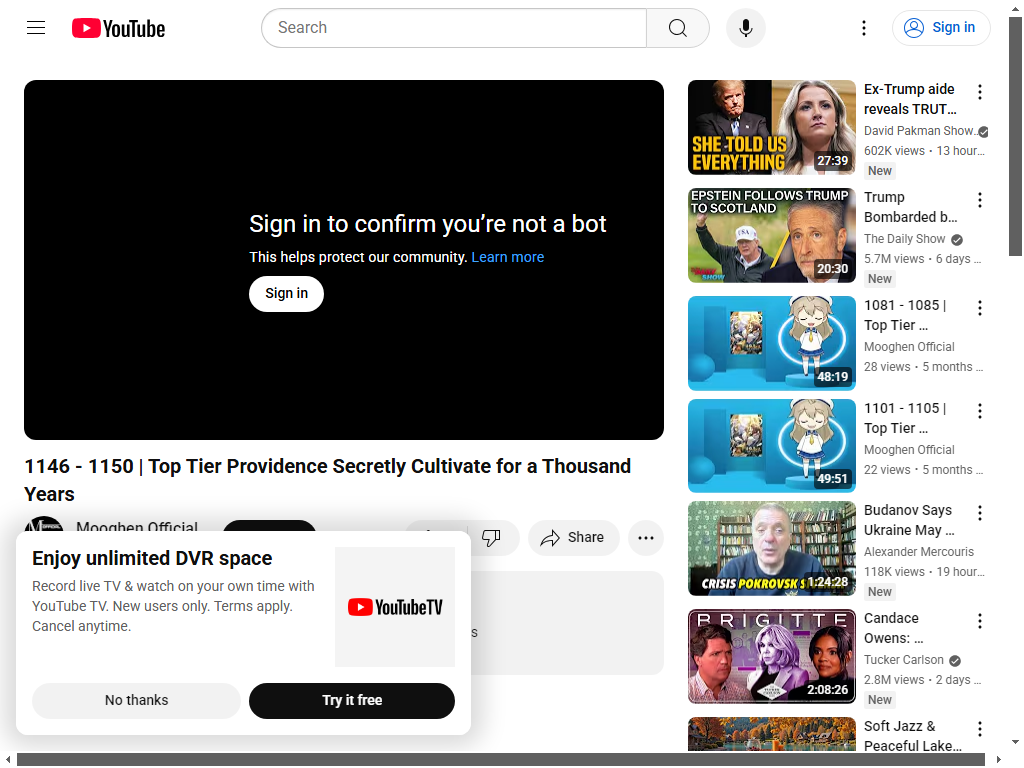 YouTube
Search
Sign in
Sign in to confirm you’re not a bot
This helps protect our community. Learn more
Sign in
1146 - 1150 | Top Tier Providence Secretly Cultivate for a Thousand
Years
Mooghen Official
Share
Enjoy unlimited DVR space
Record live TV & watch on your own time with
YouTube TV. New users only. Terms apply.
Cancel anytime.
YouTubeTV
No thanks
Try it free
SHE TOLD US
EVERYTHING
27:39
Ex-Trump aide
reveals TRUT…
David Pakman Show…
602K views • 13 hour…
New
EPSTEIN FOLLOWS TRUMP
TO SCOTLAND
USA
20:30
Trump
Bombarded b…
The Daily Show
5.7M views • 6 days …
New
48:19
1081 - 1085 |
Top Tier …
Mooghen Official
28 views • 5 months …
49:51
1101 - 1105 |
Top Tier …
Mooghen Official
22 views • 5 months …
CRISIS POKROVSK
1:24:28
Budanov Says
Ukraine May …
Alexander Mercouris
118K views • 19 hour…
New
BRIGITTE
2:08:26
Candace
Owens: …
Tucker Carlson
2.8M views • 2 days …
New
Soft Jazz &
Peaceful Lake…